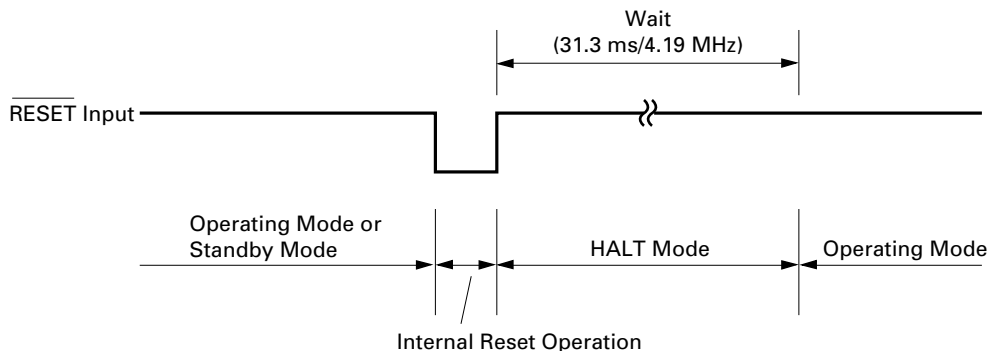 Wait
(31.3 ms/4.19 MHz)
RESET Input
Operating Mode or
Standby Mode
HALT Mode
Operating Mode
Internal Reset Operation